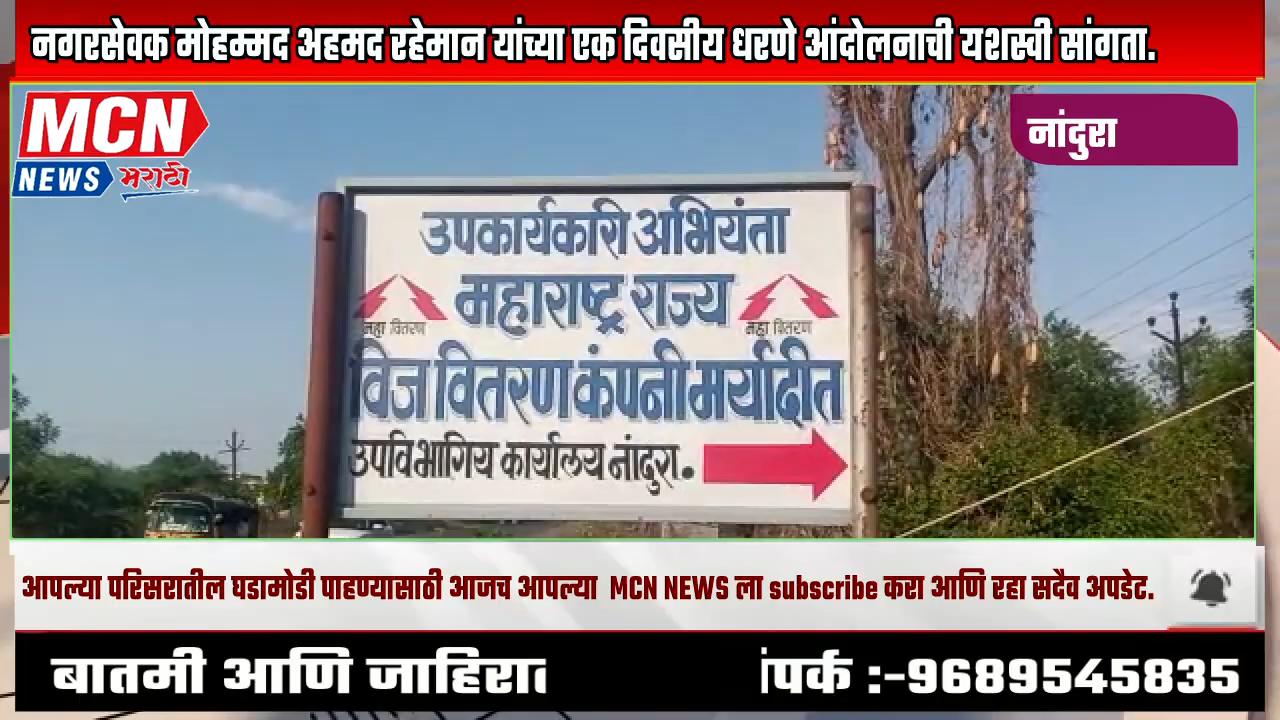 नगरसेवक मोहम्मद अहमद रहेमान यांच्या एक दिवसीय धरणे आंदोलनाची यशस्वी सांगता.
MCN
NEWS मराठी
नांदुरा
उपकार्यकारी अभियंता
महाराष्ट्र राज्य
महा वितरण
महा वितरण
विज वितरण कंपनी मर्यादीत
उपविभागिय कार्यालय नांदुरा.
आपल्या परिसरातील घडामोडी पाहण्यासाठी आजच आपल्या MCN NEWS ला subscribe करा आणि रहा सदैव अपडेट.
बातमी आणि :-9689545835